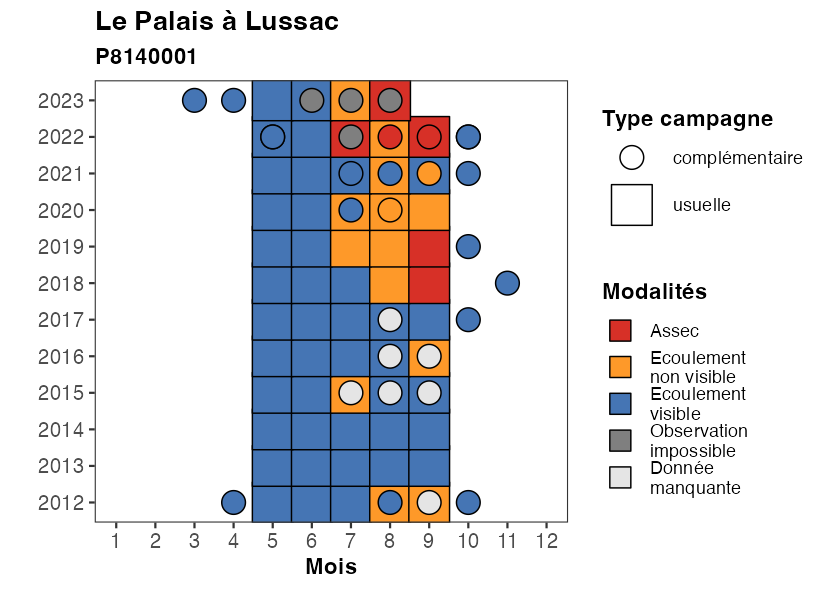 Le Palais à Lussac
P8140001
2023
2022
2021
2020
2019
2018
2017
2016
2015
2014
2013
2012
1 2 3 4 5 6 7 8 9 10 11 12
Mois
Type campagne
complémentaire
usuelle
Modalités
Assec
Ecoulement
non visible
Ecoulement
visible
Observation
impossible
Donnée
manquante